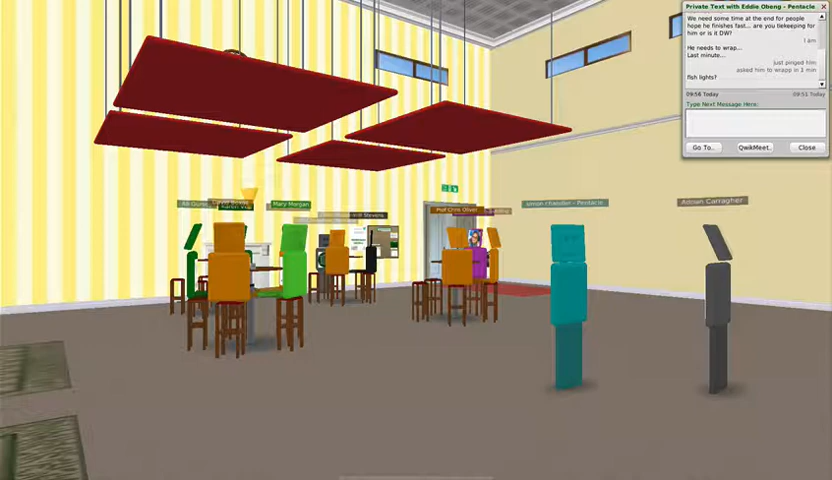 Private Text with Eddie Obeng - Pentacle
We need some time at the end for people
hope he finishes fast... are you tiekeeping for
him or is it DW?
I am
He needs to wrap...
Last minute...
just pinged him
asked him to wrapp in 1 min
fish lights?
09:56 Today
09:51 Today
Type Next Message Here:
Go To..
QwikMeet..
Close
Mary Morgan
Stevens
Prof Chris Oliver
Simon Chandler - Pentacle
Adrian Carragher